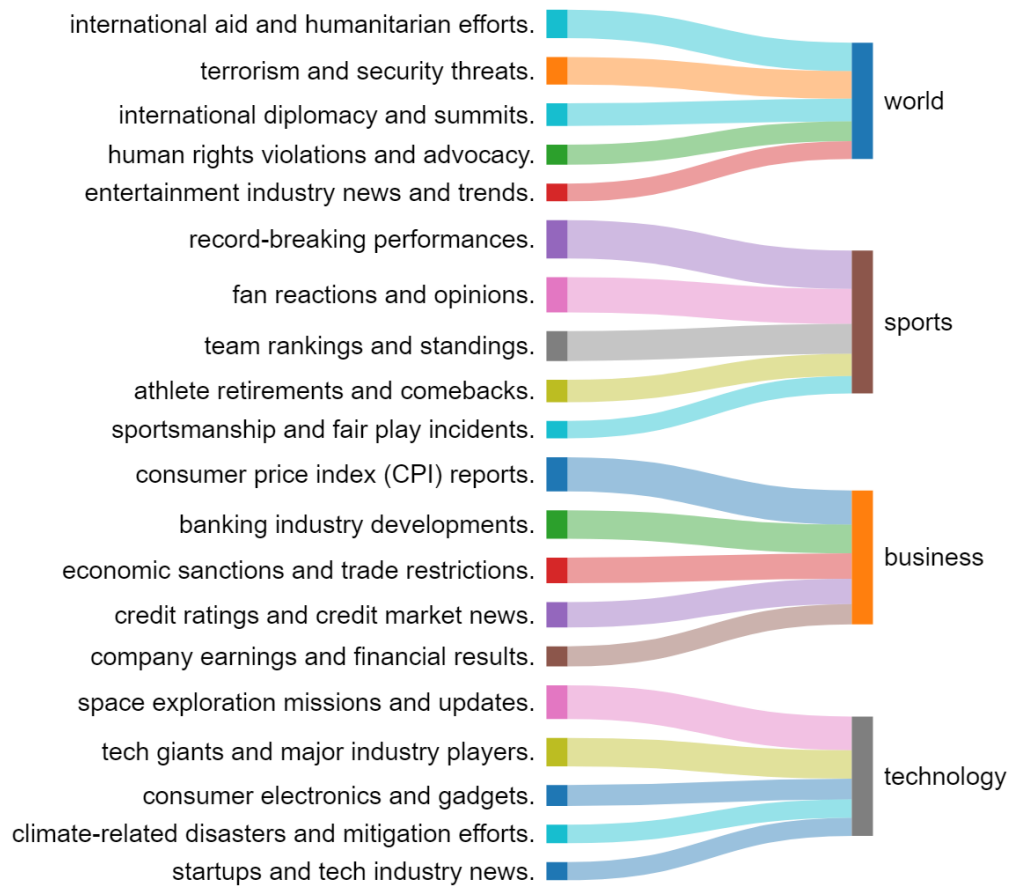 international aid and humanitarian efforts.
terrorism and security threats.
international diplomacy and summits.
human rights violations and advocacy.
entertainment industry news and trends.
world
record-breaking performances.
fan reactions and opinions.
team rankings and standings.
athlete retirements and comebacks.
sportsmanship and fair play incidents.
sports
consumer price index (CPI) reports.
banking industry developments.
economic sanctions and trade restrictions.
credit ratings and credit market news.
company earnings and financial results.
business
space exploration missions and updates.
tech giants and major industry players.
consumer electronics and gadgets.
climate-related disasters and mitigation efforts.
startups and tech industry news.
technology